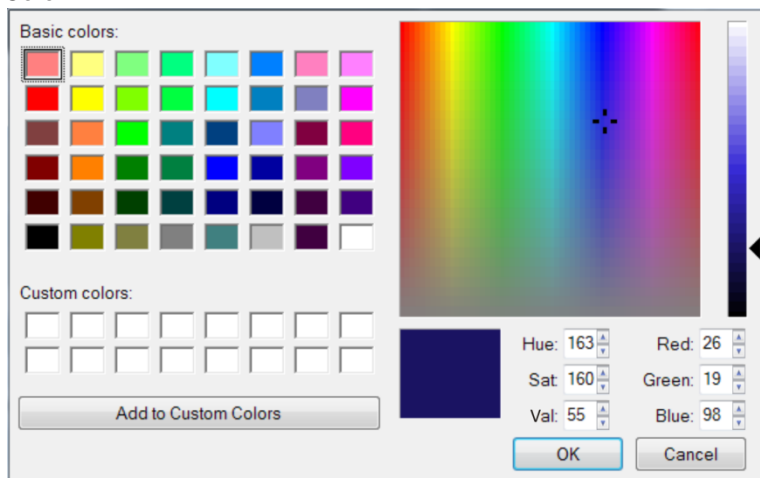 Basic colors:
Custom colors:
Add to Custom Colors
Hue: 163 Red: 26
Sat: 160 Green: 19
Val: 55 Blue: 98
OK Cancel